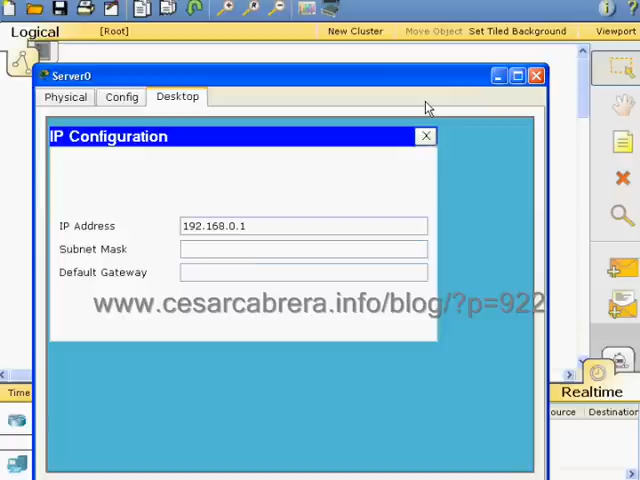 Logical
[Root]
New Cluster
Move Object
Set Tiled Background
Viewport
Server0
Physical
Config
Desktop
IP Configuration
X
IP Address
192.168.0.1
Subnet Mask
Default Gateway
www.cesarcabrera.info/blog/?p=922
Time
Realtime
ource
Destination